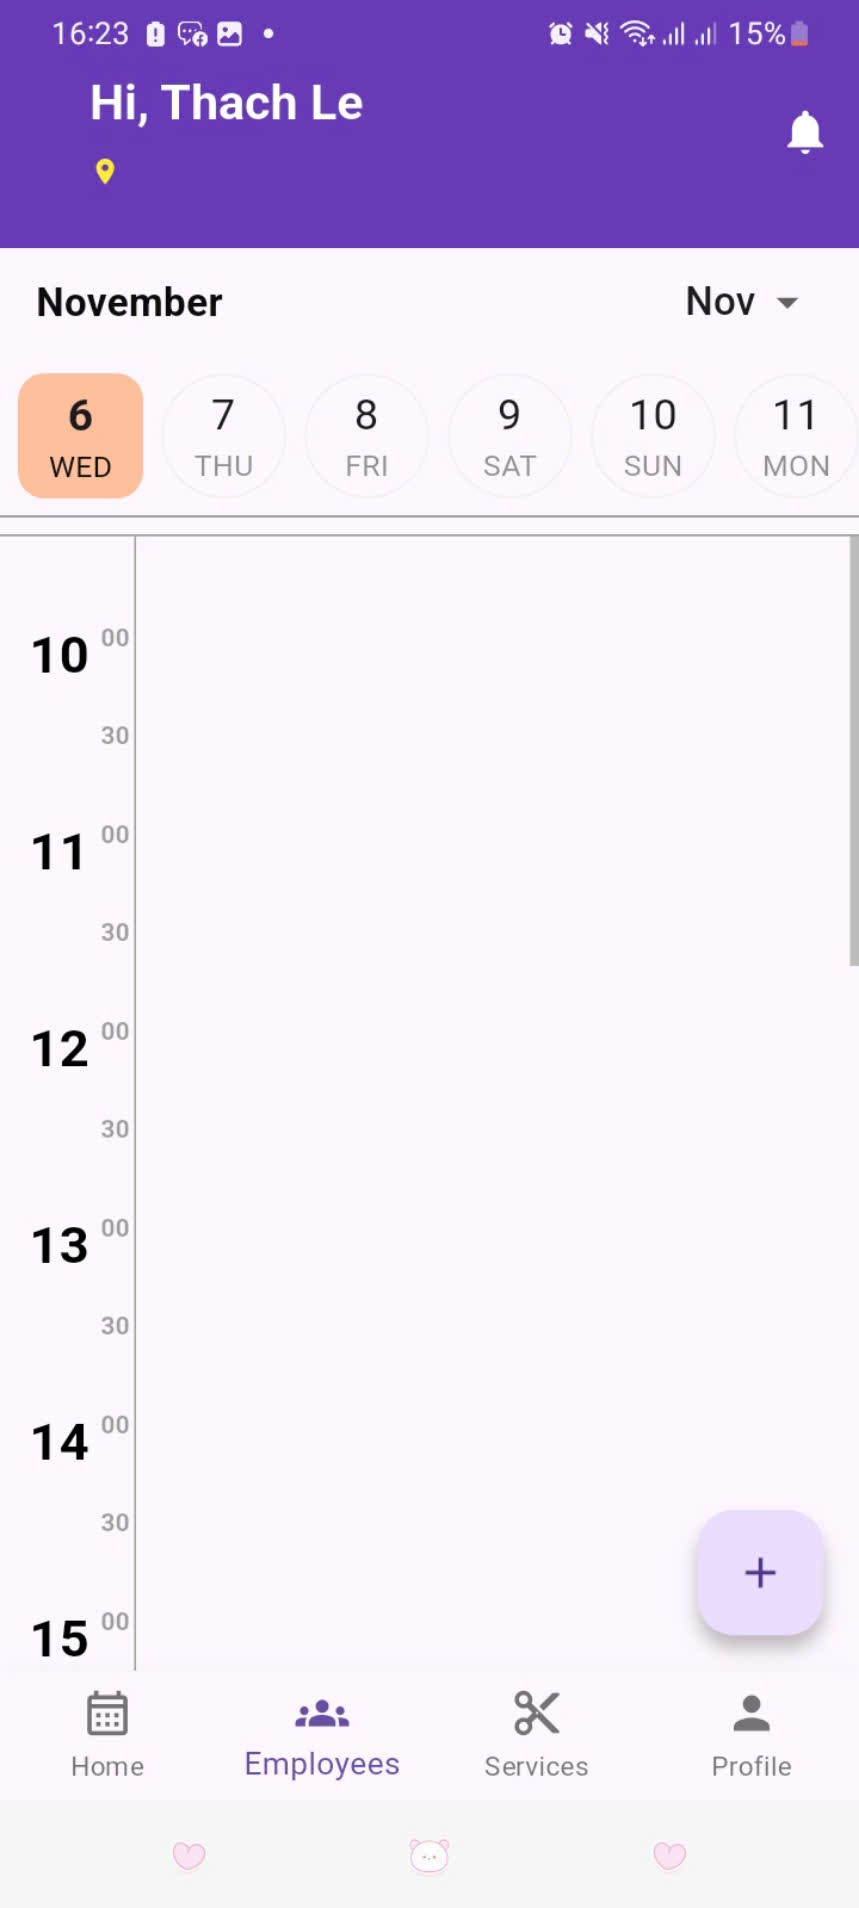 16:23 15%
Hi, Thach Le
November Nov
6 7 8 9 10 11
WED THU FRI SAT SUN MON
10 00
30
11 00
30
12 00
30
13 00
30
14 00
30
15 00
+
Home Employees Services Profile